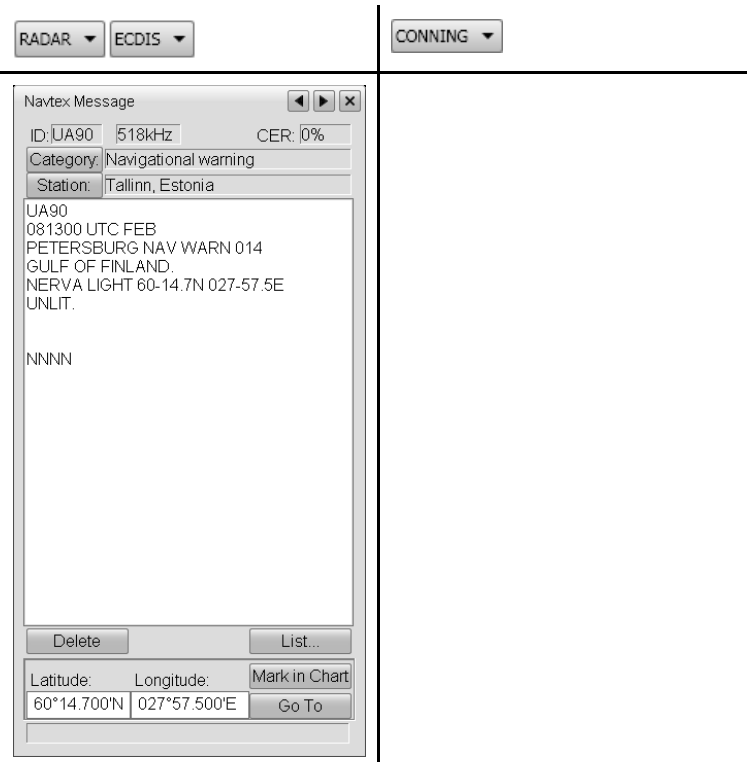 RADAR ECDIS CONNING
Navtex Message
ID: UA90 518kHz CER: 0%
Category: Navigational warning
Station: Tallinn, Estonia
UA90
081300 UTC FEB
PETERSBURG NAV WARN 014
GULF OF FINLAND.
NERVA LIGHT 60-14.7N 027-57.5E
UNLIT.
NNNN
Delete List...
Latitude: Longitude: Mark in Chart
60°14.700'N 027°57.500'E Go To